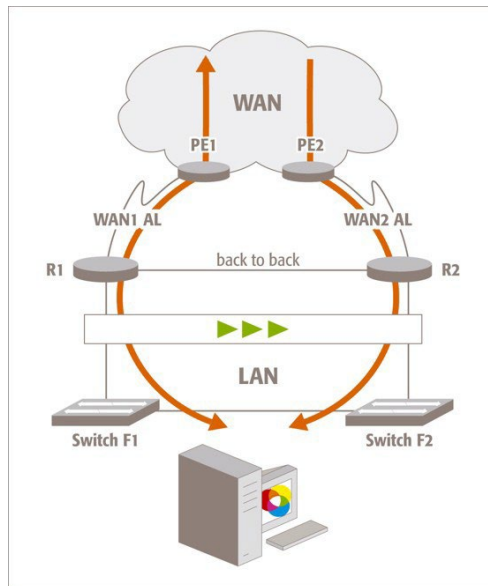 WAN
PE1
PE2
WAN1 AL
WAN2 AL
R1
back to back
R2
LAN
Switch F1
Switch F2